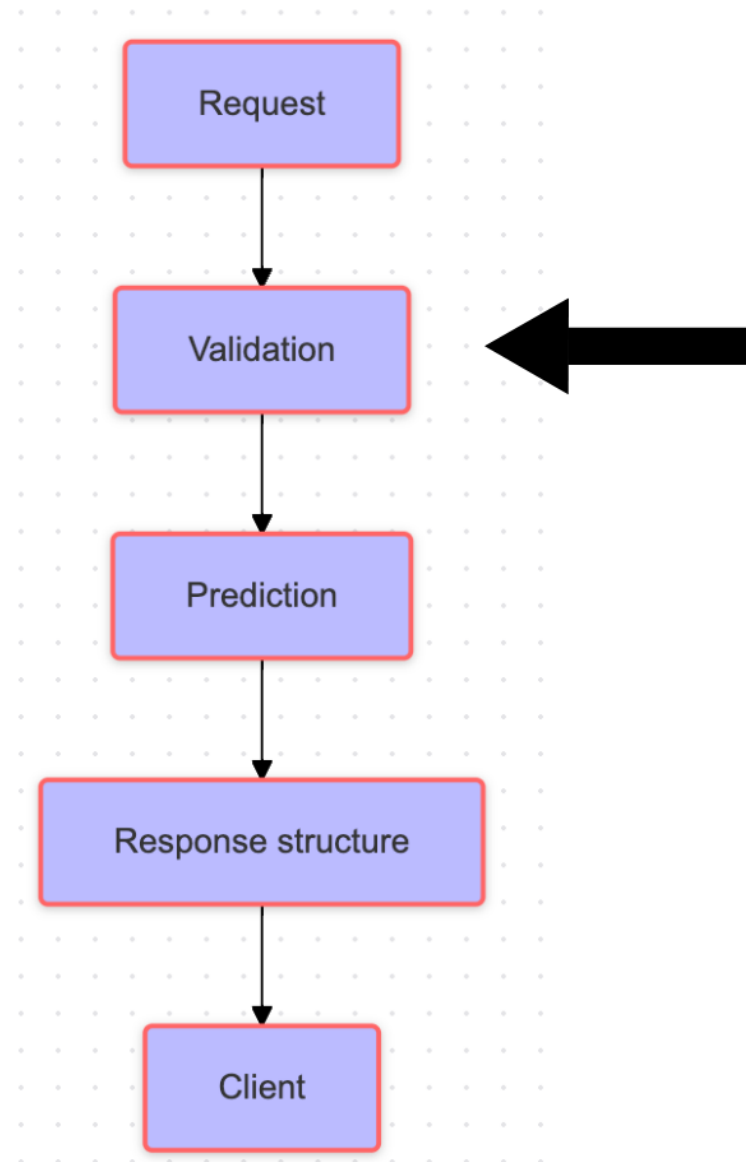 Request
Validation
Prediction
Response structure
Client